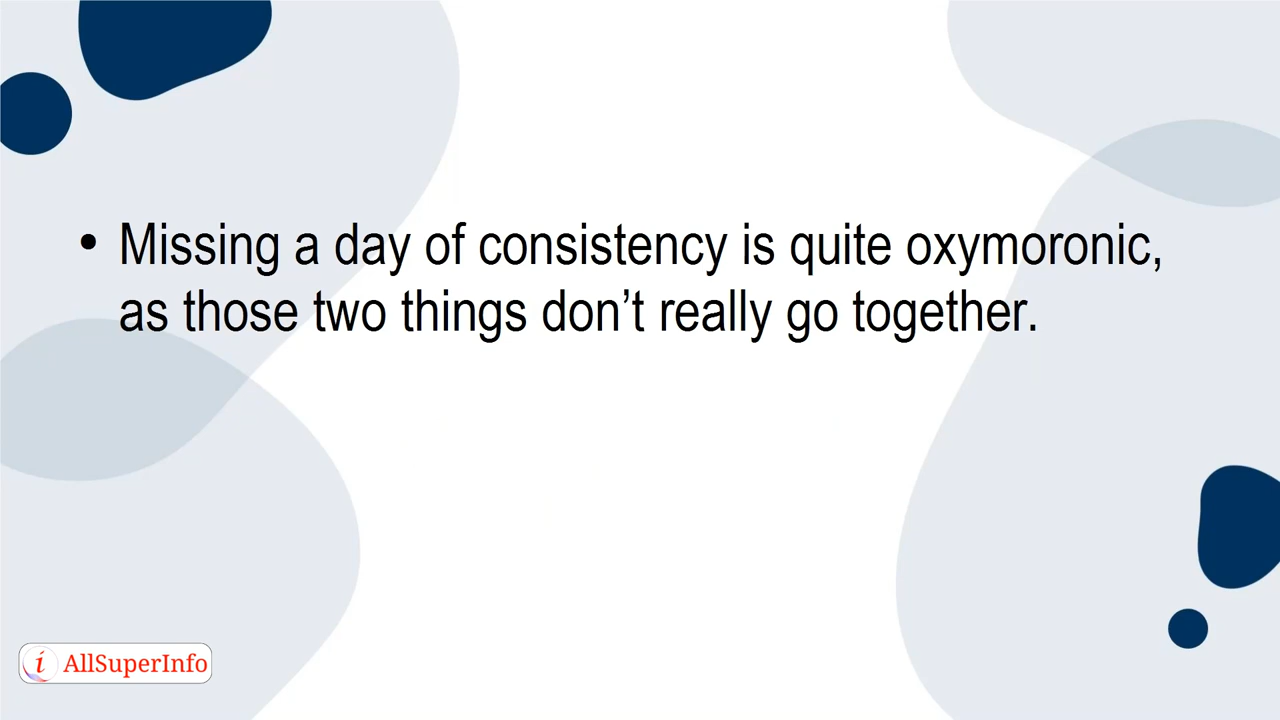 • Missing a day of consistency is quite oxymoronic,
as those two things don’t really go together.
i AllSuperInfo